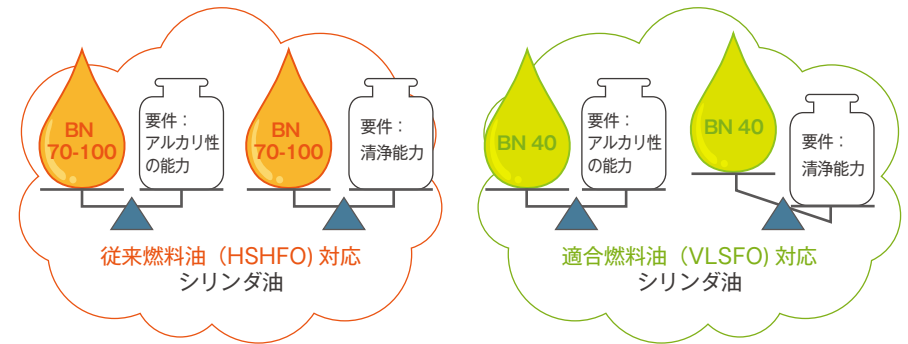 BN
70-100
要件：
アルカリ性
の能力
BN
70-100
要件：
清浄能力
従来燃料油（HSHFO) 対応
シリンダ油
BN 40
要件：
アルカリ性
の能力
BN 40
要件：
清浄能力
適合燃料油（VLSFO) 対応
シリンダ油